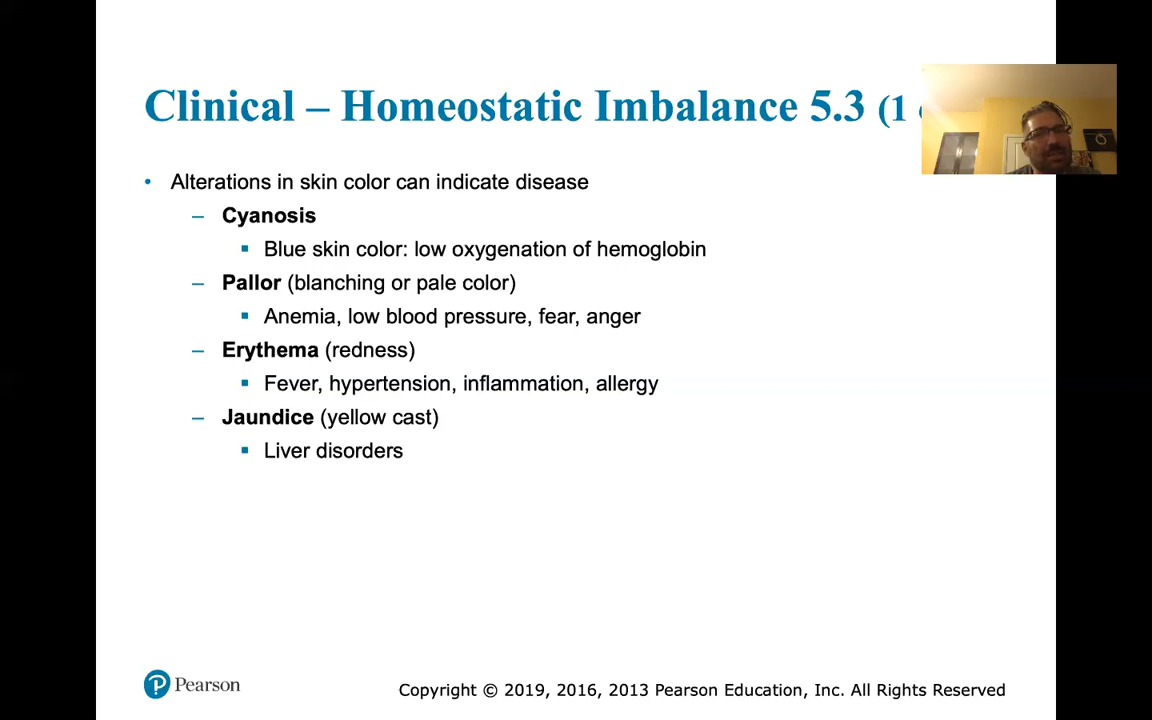 Clinical – Homeostatic Imbalance 5.3 (1
• Alterations in skin color can indicate disease
– Cyanosis
▪ Blue skin color: low oxygenation of hemoglobin
– Pallor (blanching or pale color)
▪ Anemia, low blood pressure, fear, anger
– Erythema (redness)
▪ Fever, hypertension, inflammation, allergy
– Jaundice (yellow cast)
▪ Liver disorders
P Pearson
Copyright © 2019, 2016, 2013 Pearson Education, Inc. All Rights Reserved